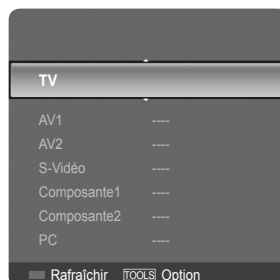 TV
AV1 ----
AV2 ----
S-Vidéo ----
Composante1 ----
Composante2 ----
PC ----
Rafraîchir TOOLS Option